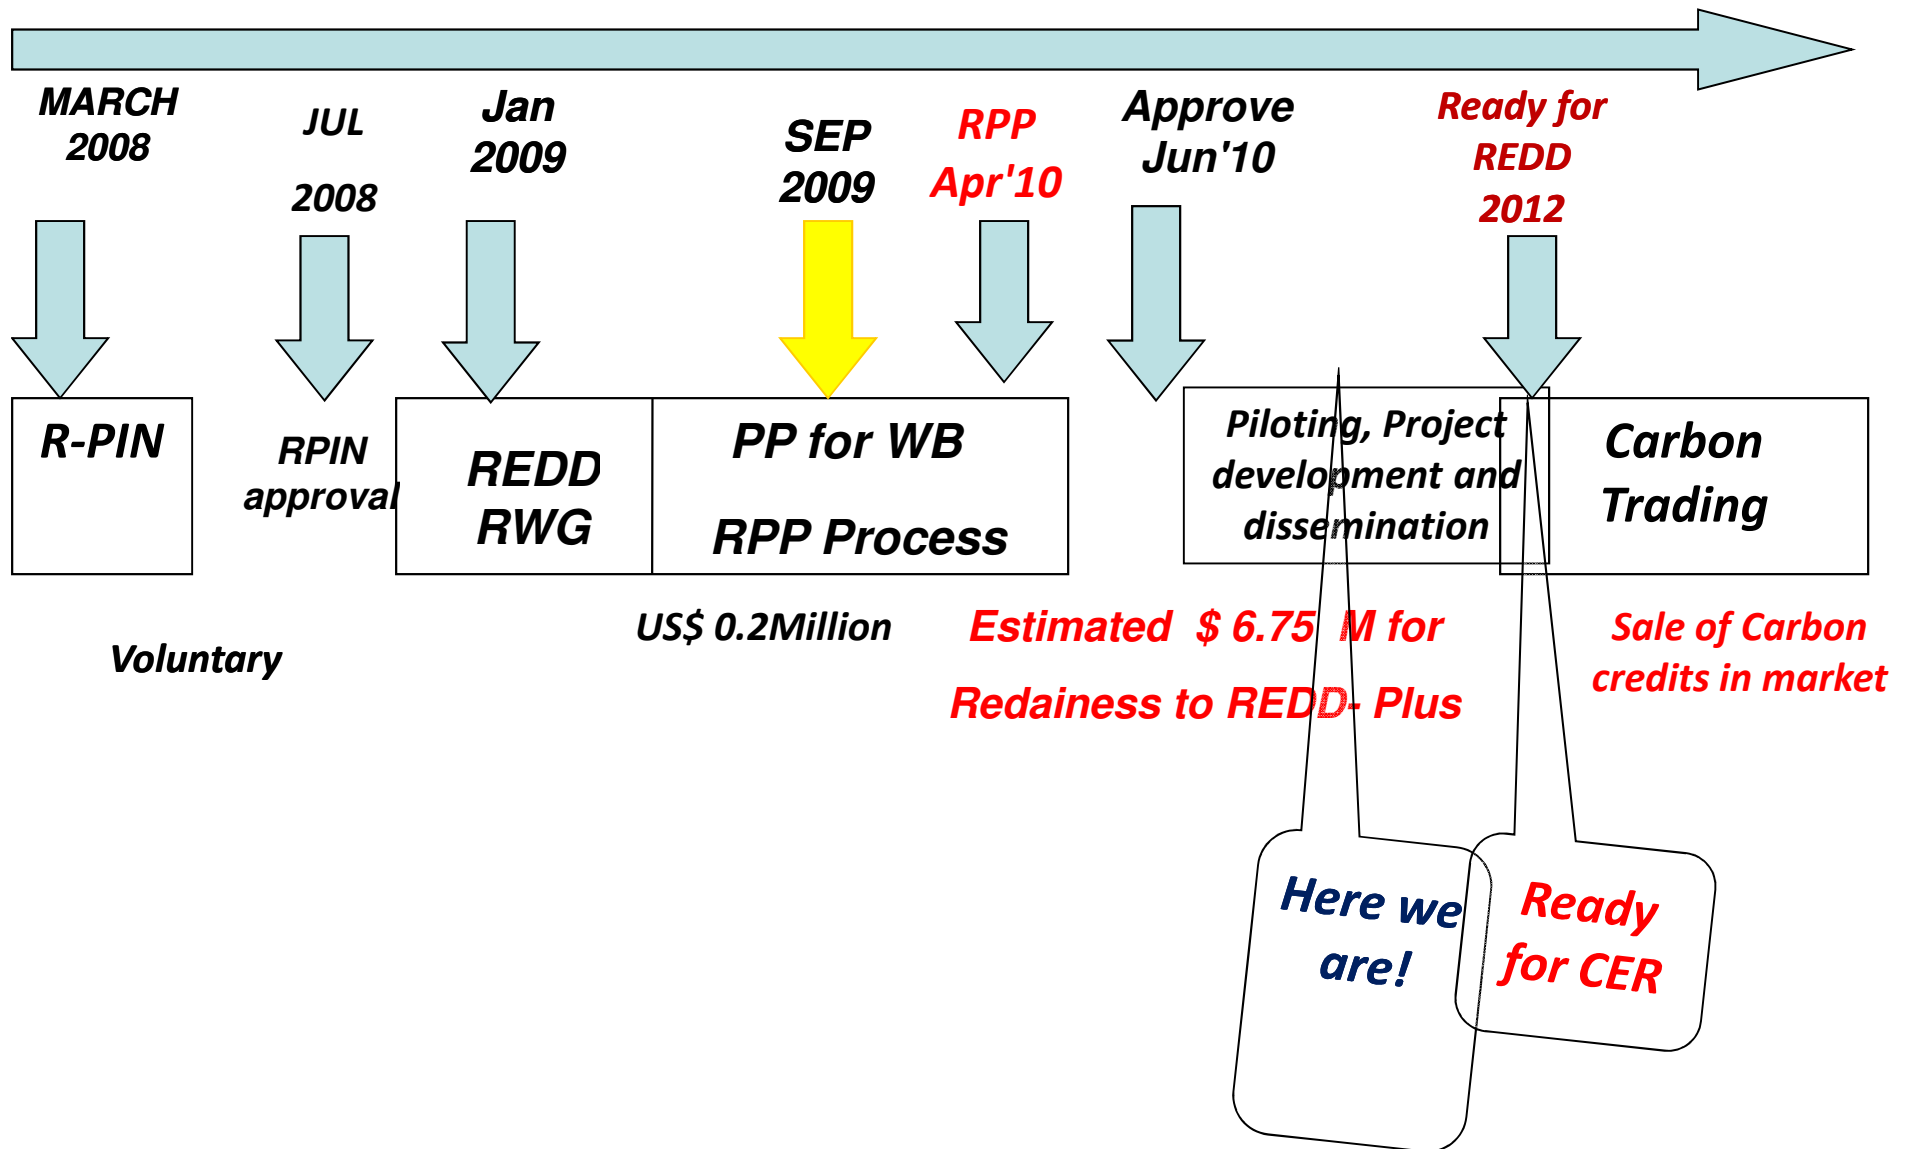 MARCH
2008
JUL
2008
Jan
2009
SEP
2009
RPP
Apr'10
Approve
Jun'10
Ready for
REDD
2012
R-PIN
RPIN
approval
REDD
RWG
PP for WB
RPP Process
Piloting, Project
development and
dissemination
Carbon
Trading
Voluntary
US$ 0.2Million
Estimated $ 6.75 M for
Redainess to REDD- Plus
Sale of Carbon
credits in market
Here we
are!
Ready
for CER